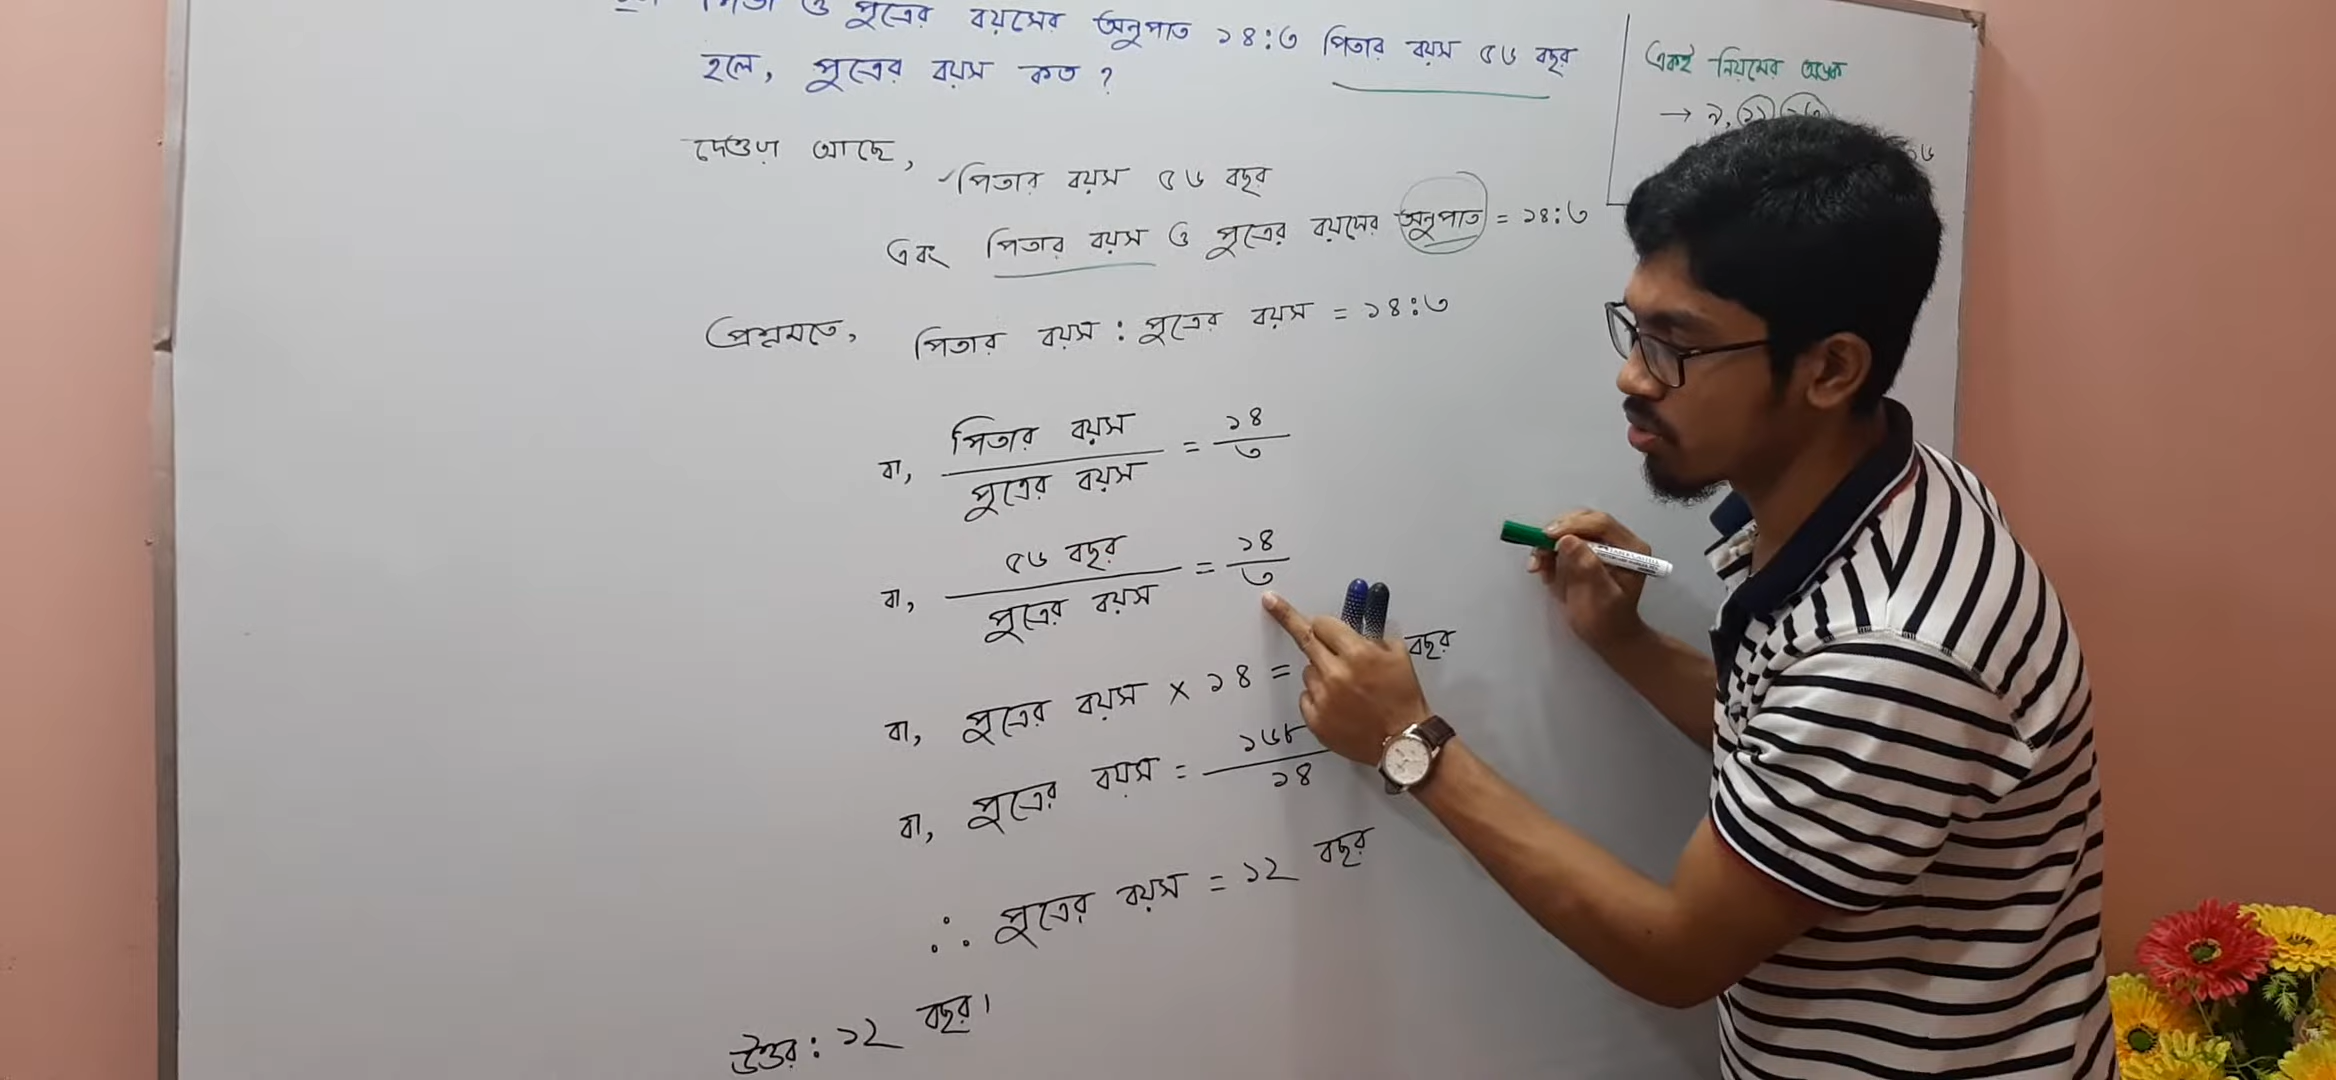 পিতা ও পুত্রের বয়সের অনুপাত ১৪:৩ পিতার বয়স ৫৬ বছর
হলে, পুত্রের বয়স কত ?
দেওয়া আছে,
পিতার বয়স ৫৬ বছর
এবং পিতার বয়স ও পুত্রের বয়সের অনুপাত = ১৪:৩
প্রশ্নমতে, পিতার বয়স : পুত্রের বয়স = ১৪:৩
বা, পিতার বয়স / পুত্রের বয়স = ১৪ / ৩
বা, ৫৬ বছর / পুত্রের বয়স = ১৪ / ৩
বা, পুত্রের বয়স × ১৪ = বছর
বা, পুত্রের বয়স = ১৬৮ / ১৪
∴ পুত্রের বয়স = ১২ বছর
উত্তর: ১২ বছর।
একই নিয়মের অংক
→ ৯,